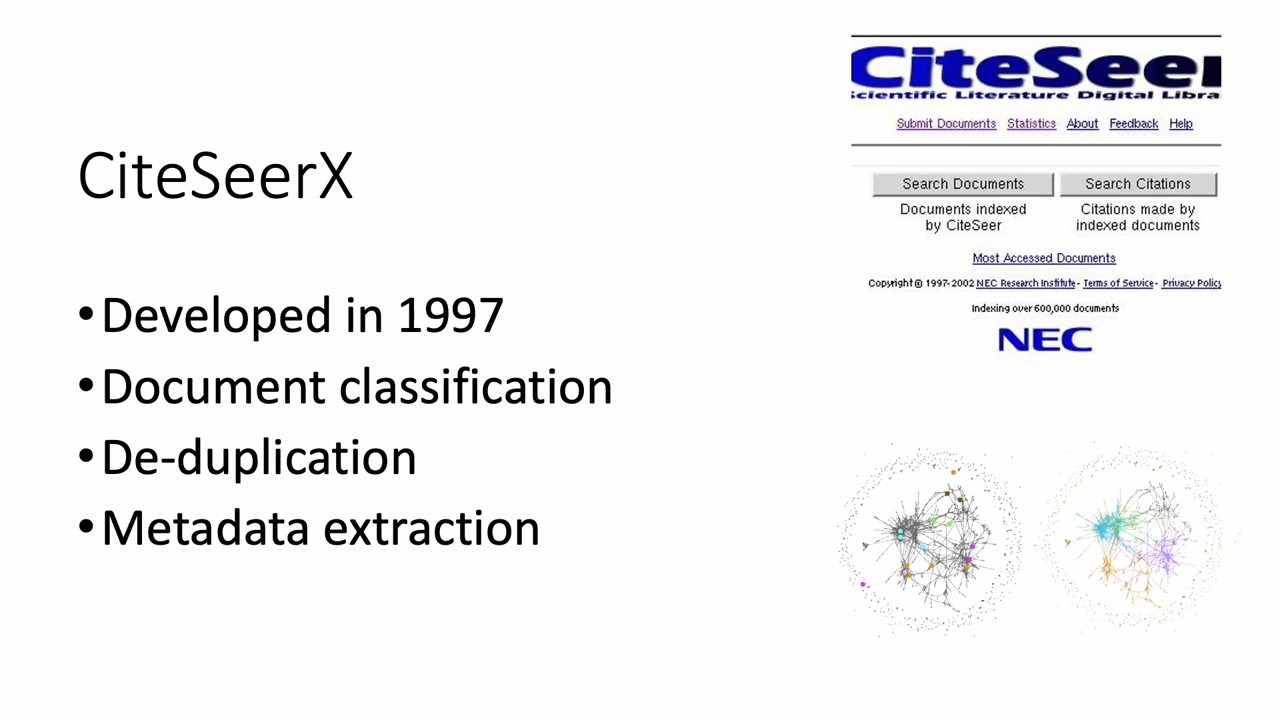 CiteSeerX
•Developed in 1997
•Document classification
•De-duplication
•Metadata extraction
CiteSeer
Scientific Literature Digital Libra
Submit Documents Statistics About Feedback Help
Search Documents Search Citations
Documents indexed Citations made by
by CiteSeer indexed documents
Most Accessed Documents
Copyright © 1997-2002 NEC Research Institute - Terms of Service - Privacy Policy
Indexing over 600,000 documents
NEC